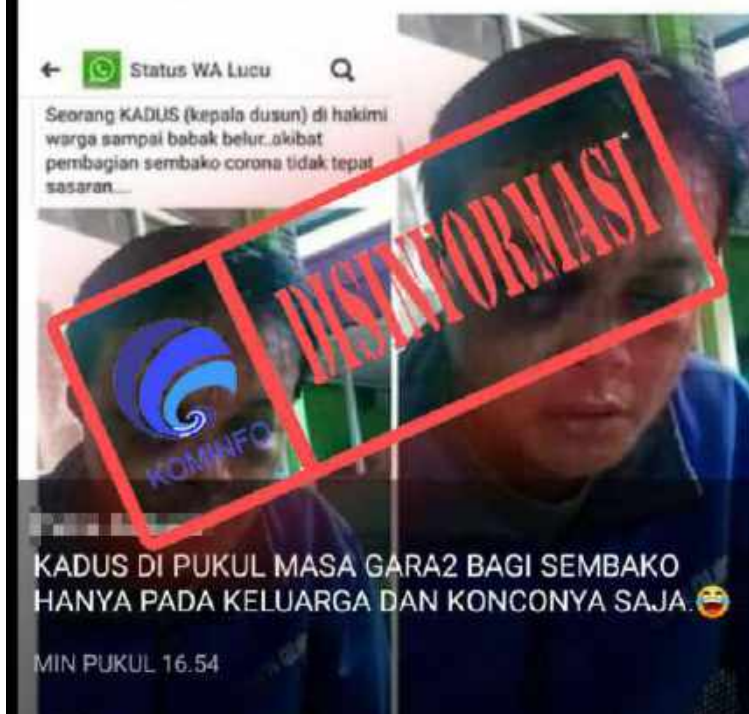 Status WA Lucu
Seorang KADUS (kepala dusun) di hakimi
warga sampai babak belur..akibat
pembagian sembako corona tidak tepat
sasaran....
DISINFORMASI
KOMINFO
KADUS DI PUKUL MASA GARA2 BAGI SEMBAKO
HANYA PADA KELUARGA DAN KONCONYA SAJA.😂
MIN PUKUL 16.54